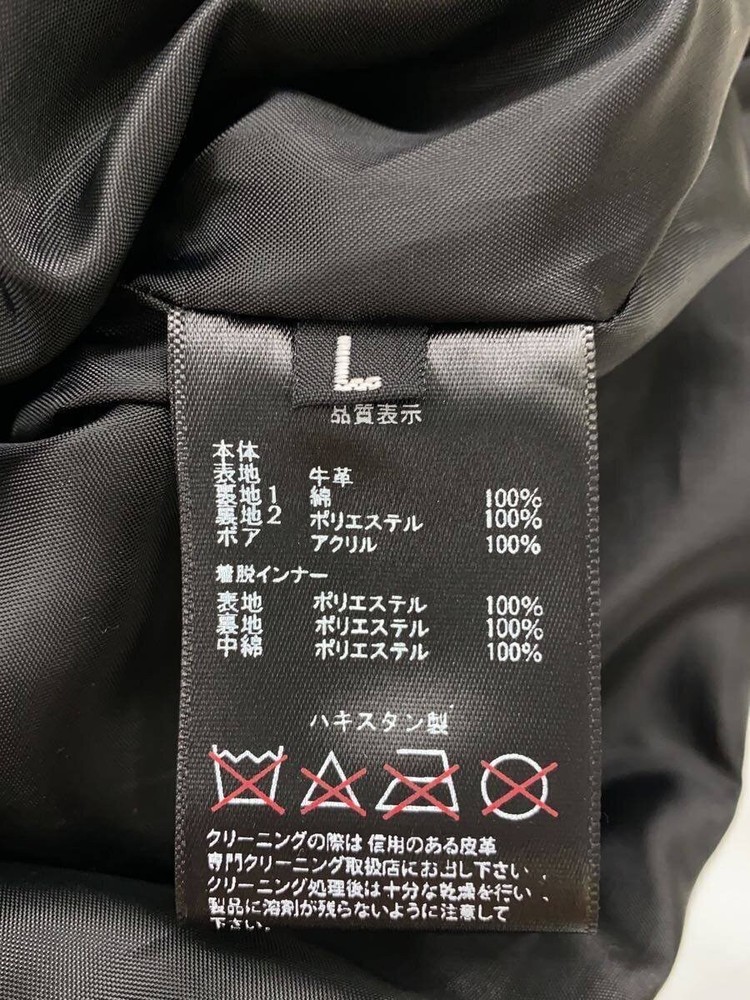 L
品質表示
本体
表地 牛革
裏地1 綿 100%
裏地2 ポリエステル 100%
ボア アクリル 100%
着脱インナー
表地 ポリエステル 100%
裏地 ポリエステル 100%
中綿 ポリエステル 100%
ハキスタン製
クリーニングの際は 信用のある皮革
専門クリーニング取扱店にお出し下さい．
クリーニング処理後は十分な乾燥を行い．
製品に溶剤が残らないように注意して
下さい.